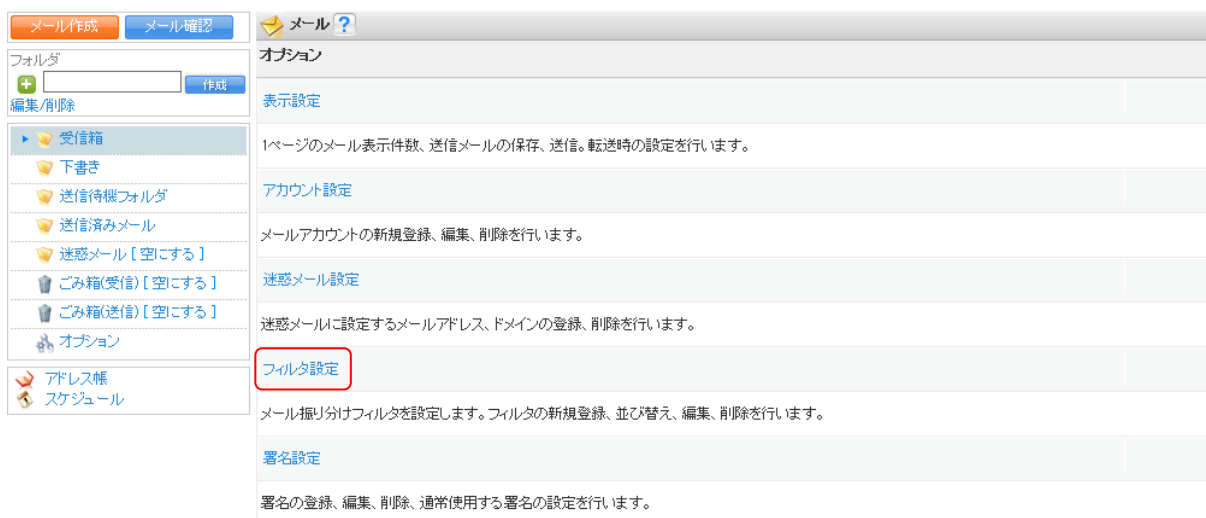 メール作成 メール確認
フォルダ
作成
編集/削除
受信箱
下書き
送信待機フォルダ
送信済みメール
迷惑メール [ 空にする ]
ごみ箱(受信) [ 空にする ]
ごみ箱(送信) [ 空にする ]
オプション
アドレス帳
スケジュール
メール ?
オプション
表示設定
1ページのメール表示件数、送信メールの保存、送信。転送時の設定を行います。
アカウント設定
メールアカウントの新規登録、編集、削除を行います。
迷惑メール設定
迷惑メールに設定するメールアドレス、ドメインの登録、削除を行います。
フィルタ設定
メール振り分けフィルタを設定します。フィルタの新規登録、並び替え、編集、削除を行います。
署名設定
署名の登録、編集、削除、通常使用する署名の設定を行います。